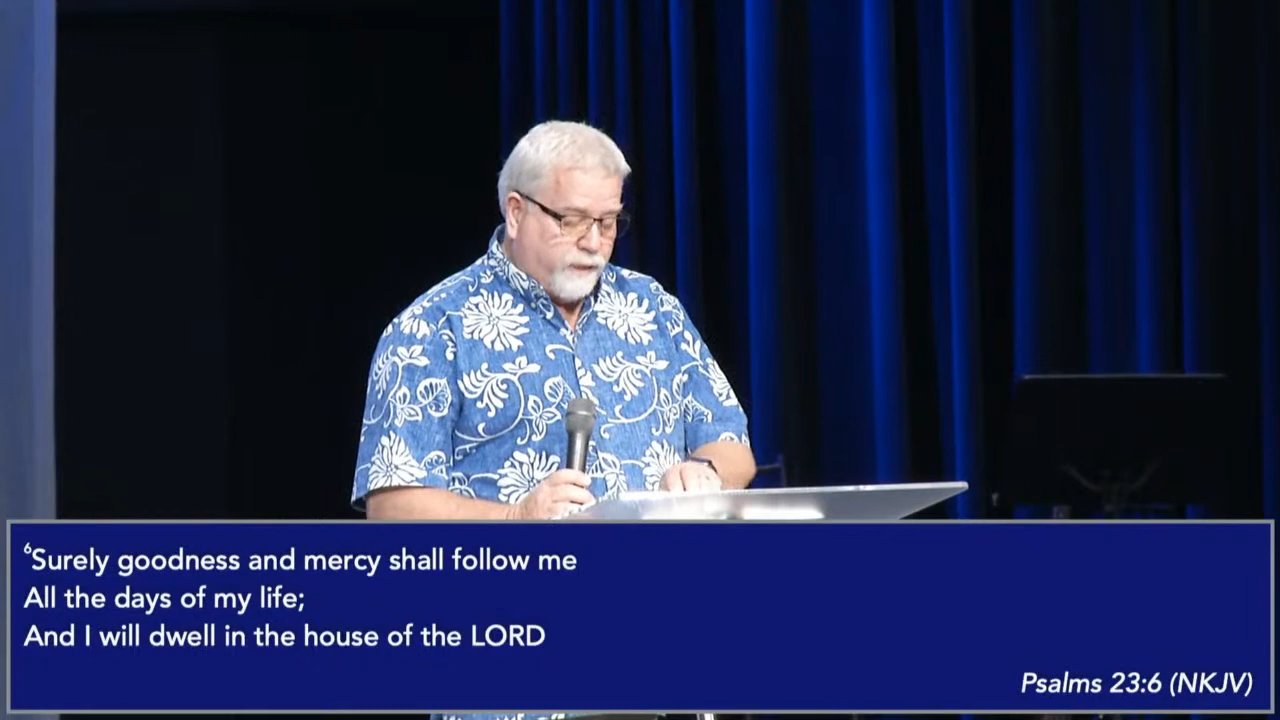 ⁶Surely goodness and mercy shall follow me
All the days of my life;
And I will dwell in the house of the LORD
Psalms 23:6 (NKJV)